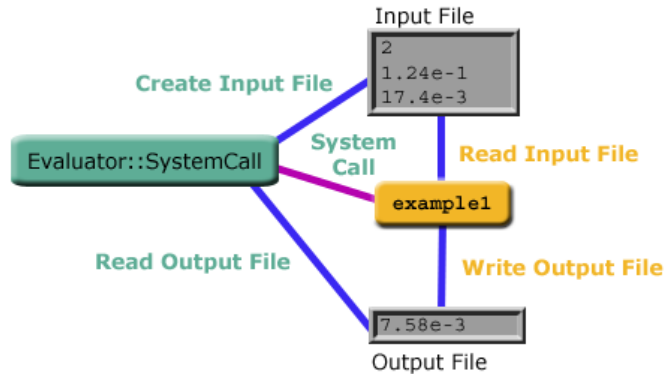 Input File
2
1.24e-1
17.4e-3
Create Input File
System
Call
Evaluator::SystemCall
Read Input File
example1
Read Output File
Write Output File
7.58e-3
Output File